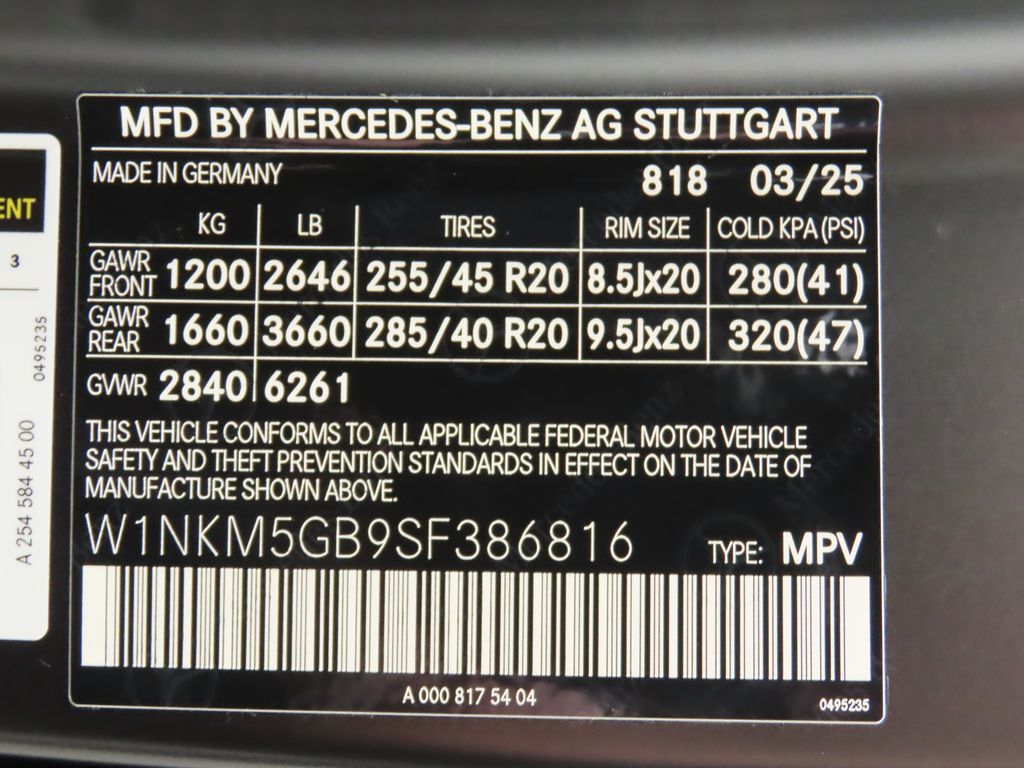 MFD BY MERCEDES-BENZ AG STUTTGART
MADE IN GERMANY 818 03/25
KG LB TIRES RIM SIZE COLD KPA (PSI)
GAWR FRONT 1200 2646 255/45 R20 8.5Jx20 280(41)
GAWR REAR 1660 3660 285/40 R20 9.5Jx20 320(47)
GVWR 2840 6261
THIS VEHICLE CONFORMS TO ALL APPLICABLE FEDERAL MOTOR VEHICLE
SAFETY AND THEFT PREVENTION STANDARDS IN EFFECT ON THE DATE OF
MANUFACTURE SHOWN ABOVE.
W1NKM5GB9SF386816 TYPE: MPV
A 000 817 54 04 0495235
ENT
3
0495235
A 254 584 45 00